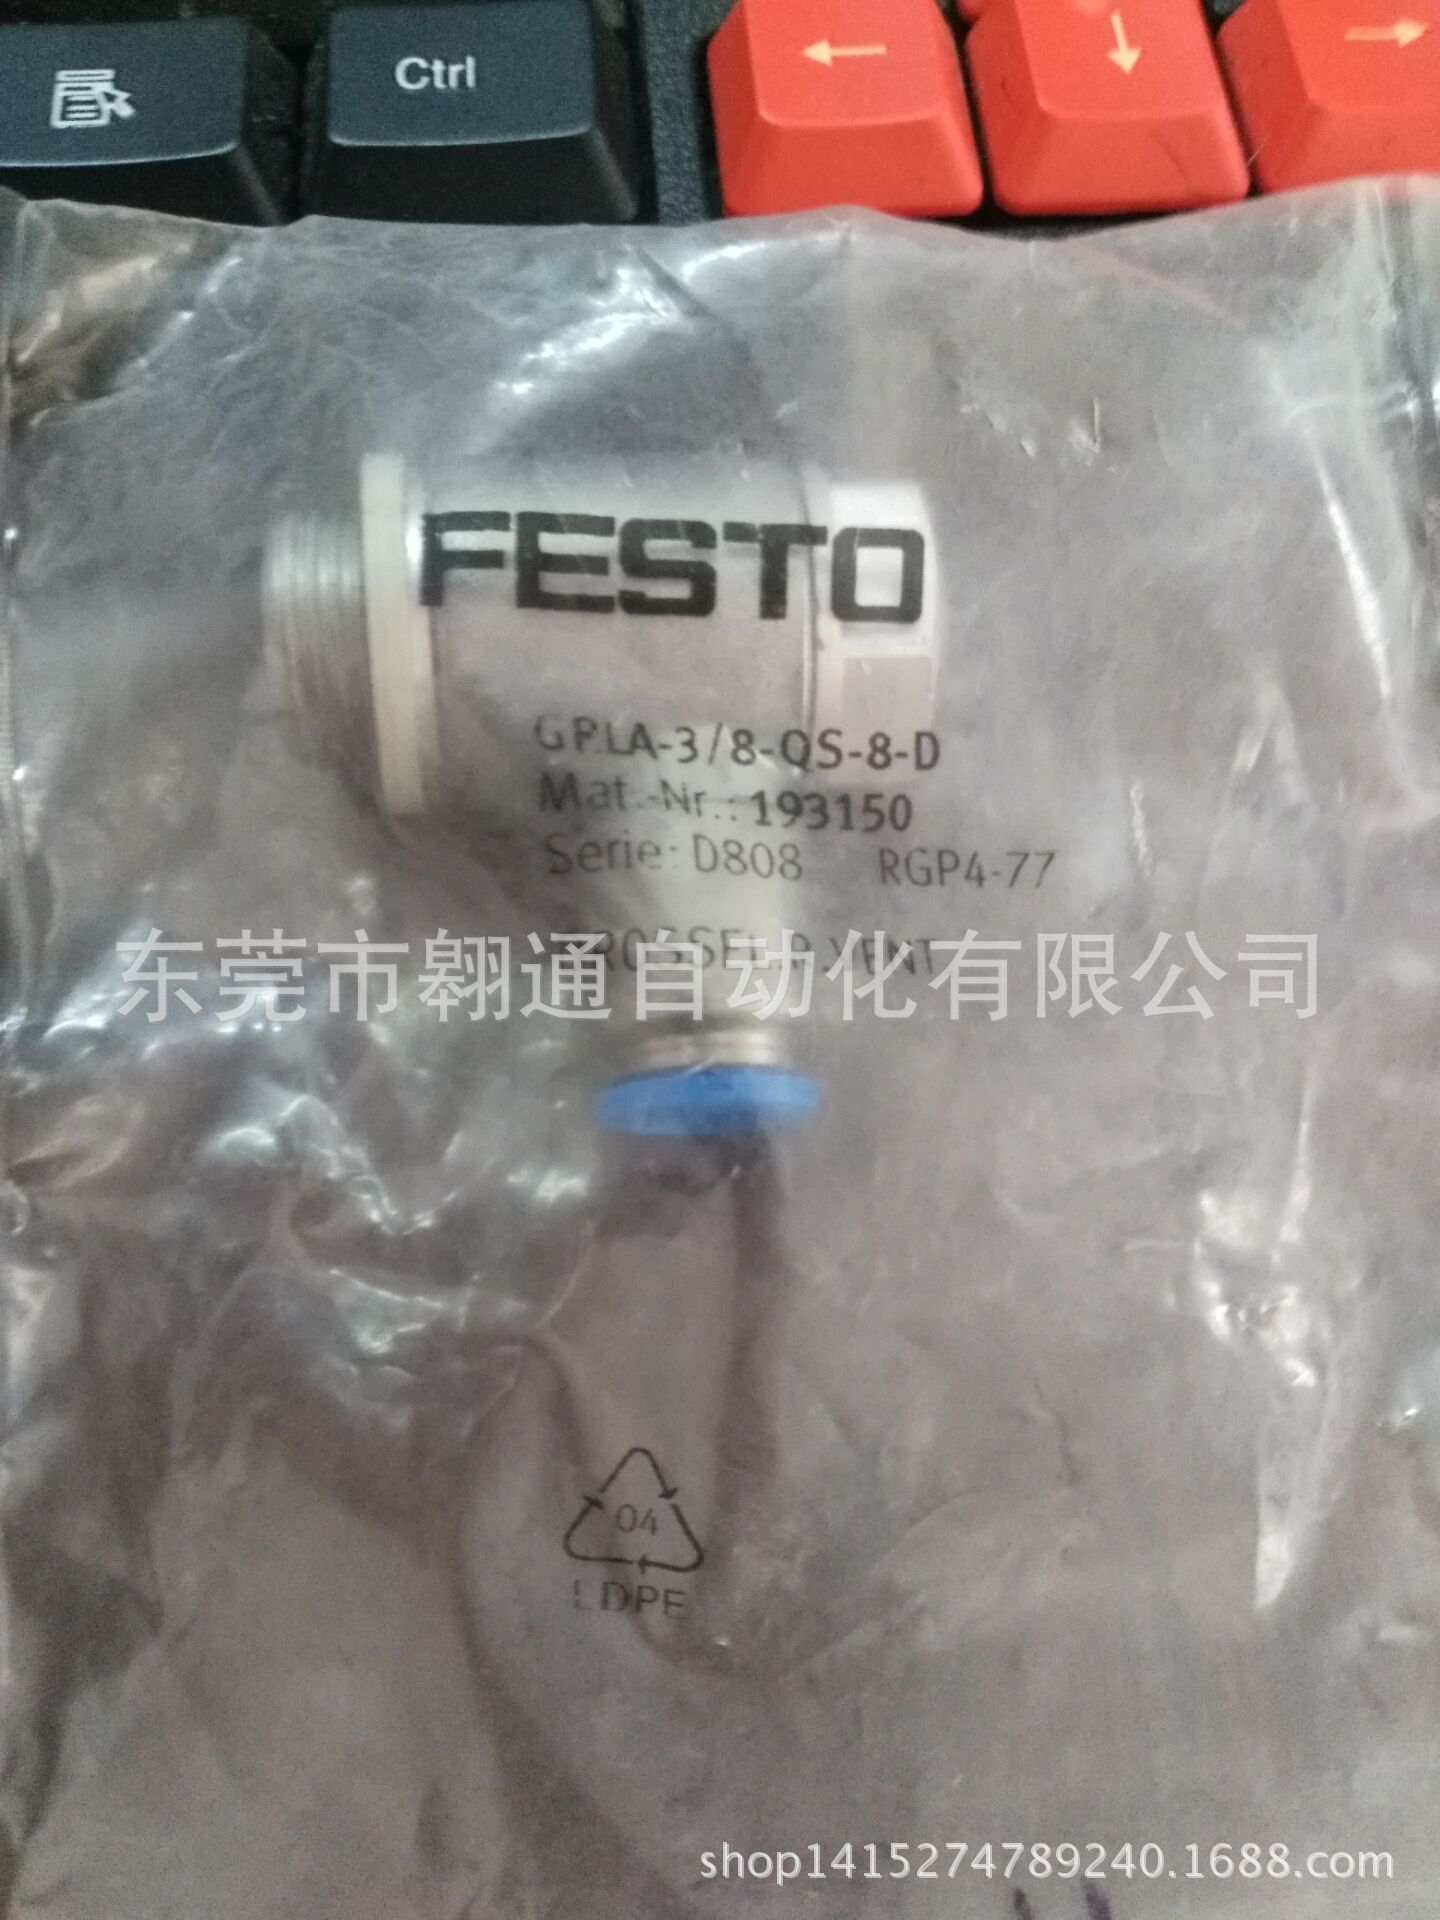 Ctrl
←
↓
→
FESTO
GPLA-3/8-QS-8-D
Mat.-Nr.: 193150
Serie: D808 RGP4-77
东莞市翱通自动化有限公司
04
LDPE
shop1415274789240.1688.com